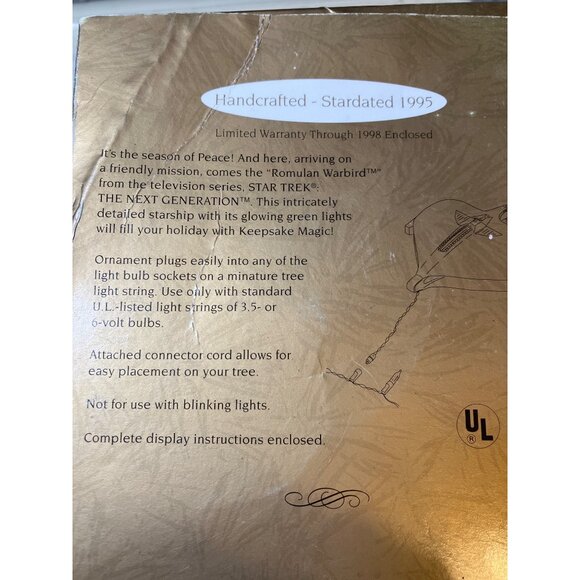 Handcrafted - Stardated 1995
Limited Warranty Through 1998 Enclosed
It's the season of Peace! And here, arriving on
a friendly mission, comes the "Romulan Warbird™"
from the television series, STAR TREK®:
THE NEXT GENERATION™. This intricately
detailed starship with its glowing green lights
will fill your holiday with Keepsake Magic!
Ornament plugs easily into any of the
light bulb sockets on a minature tree
light string. Use only with standard
U.L.-listed light strings of 3.5- or
6-volt bulbs.
Attached connector cord allows for
easy placement on your tree.
Not for use with blinking lights.
Complete display instructions enclosed.
UL
®